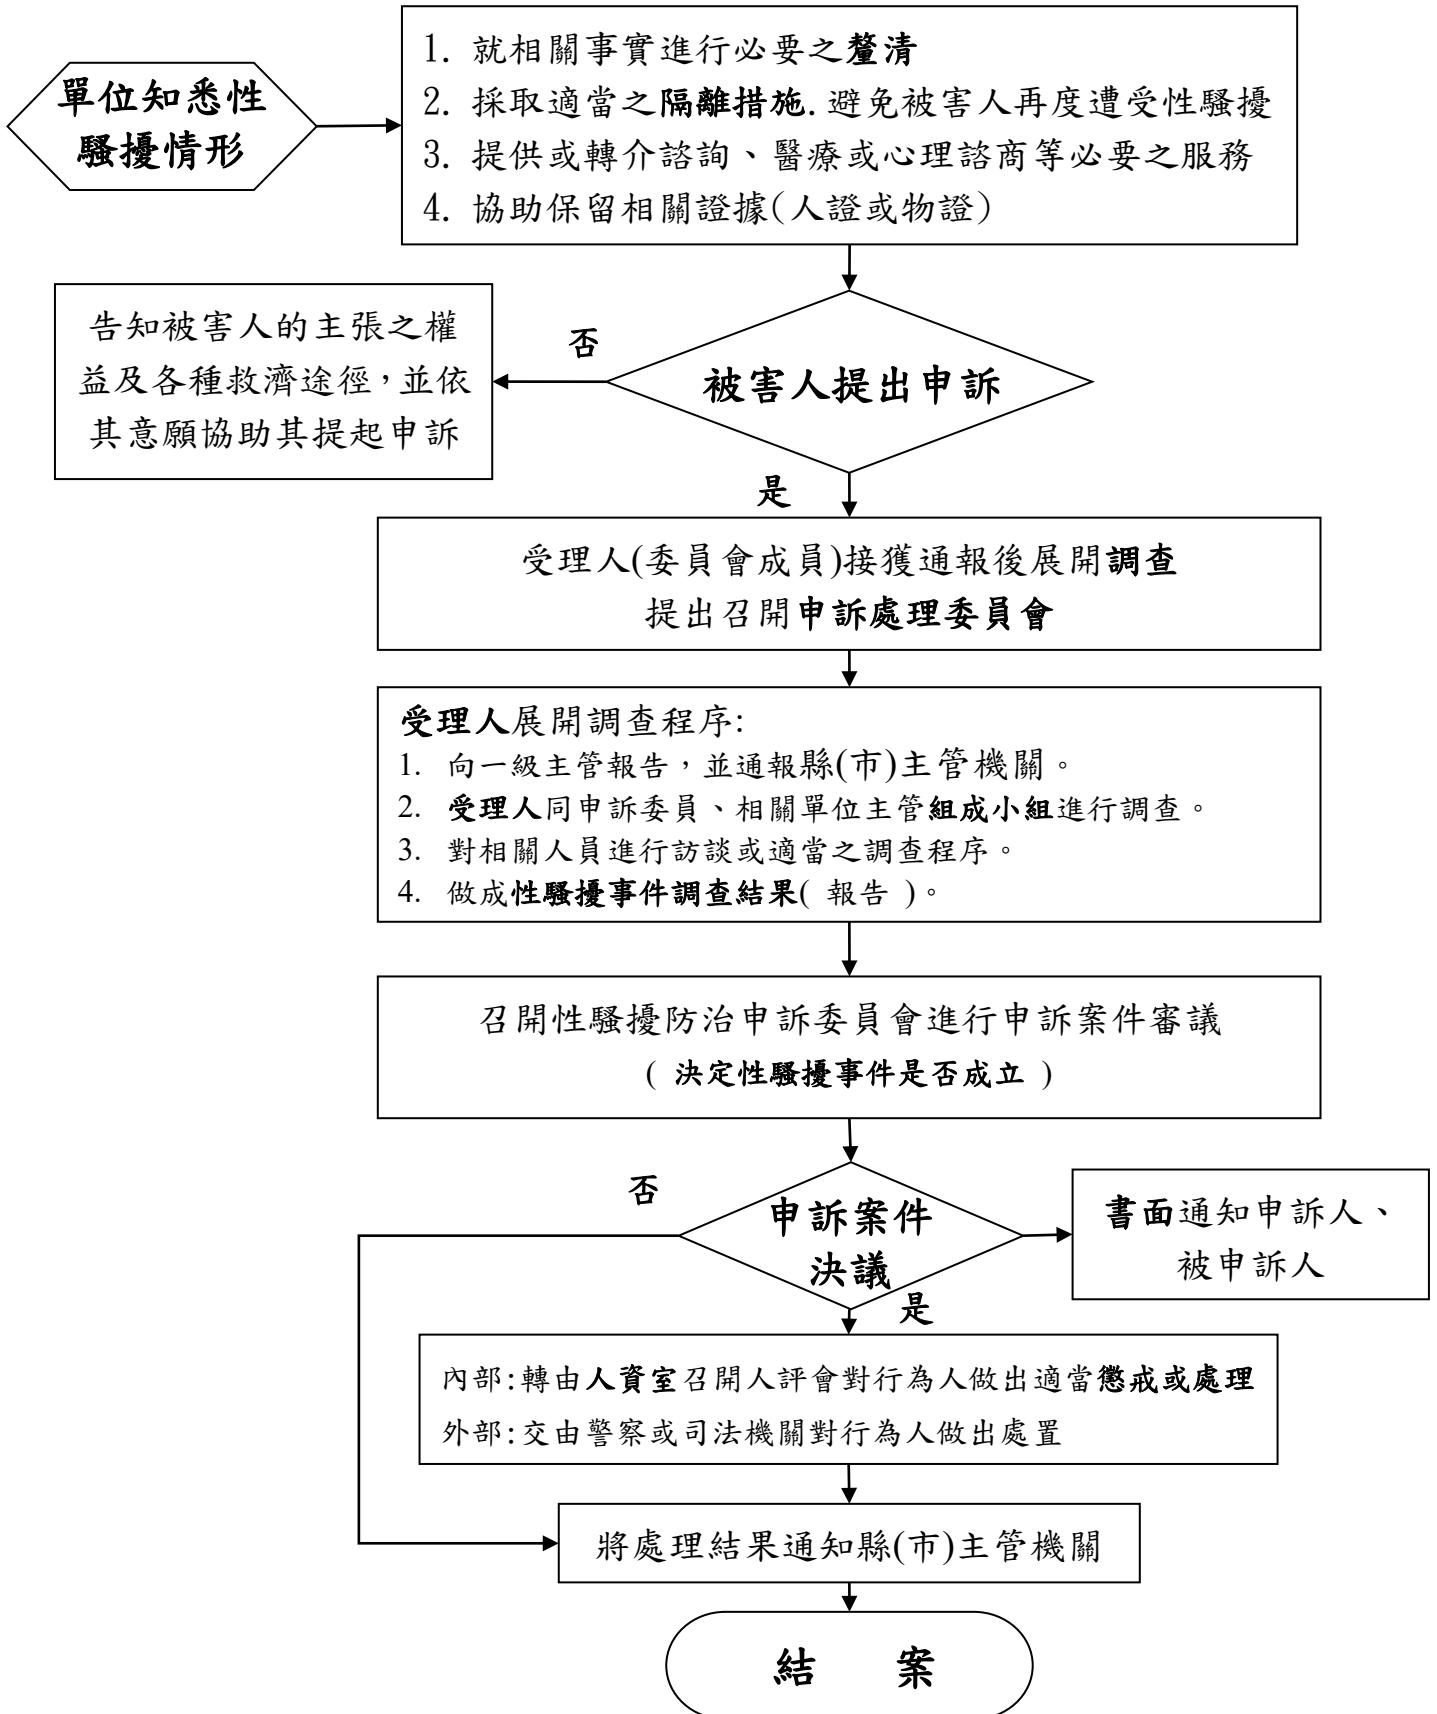 單位知悉性
騷擾情形
1. 就相關事實進行必要之釐清
2. 採取適當之隔離措施.避免被害人再度遭受性騷擾
3. 提供或轉介諮詢、醫療或心理諮商等必要之服務
4. 協助保留相關證據(人證或物證)
被害人提出申訴
否
告知被害人的主張之權
益及各種救濟途徑，並依
其意願協助其提起申訴
是
受理人(委員會成員)接獲通報後展開調查
提出召開申訴處理委員會
受理人展開調查程序:
1. 向一級主管報告，並通報縣(市)主管機關。
2. 受理人同申訴委員、相關單位主管組成小組進行調查。
3. 對相關人員進行訪談或適當之調查程序。
4. 做成性騷擾事件調查結果( 報告 )。
召開性騷擾防治申訴委員會進行申訴案件審議
( 決定性騷擾事件是否成立 )
否
申訴案件
決議
書面通知申訴人、
被申訴人
是
內部:轉由人資室召開人評會對行為人做出適當懲戒或處理
外部:交由警察或司法機關對行為人做出處置
將處理結果通知縣(市)主管機關
結 案